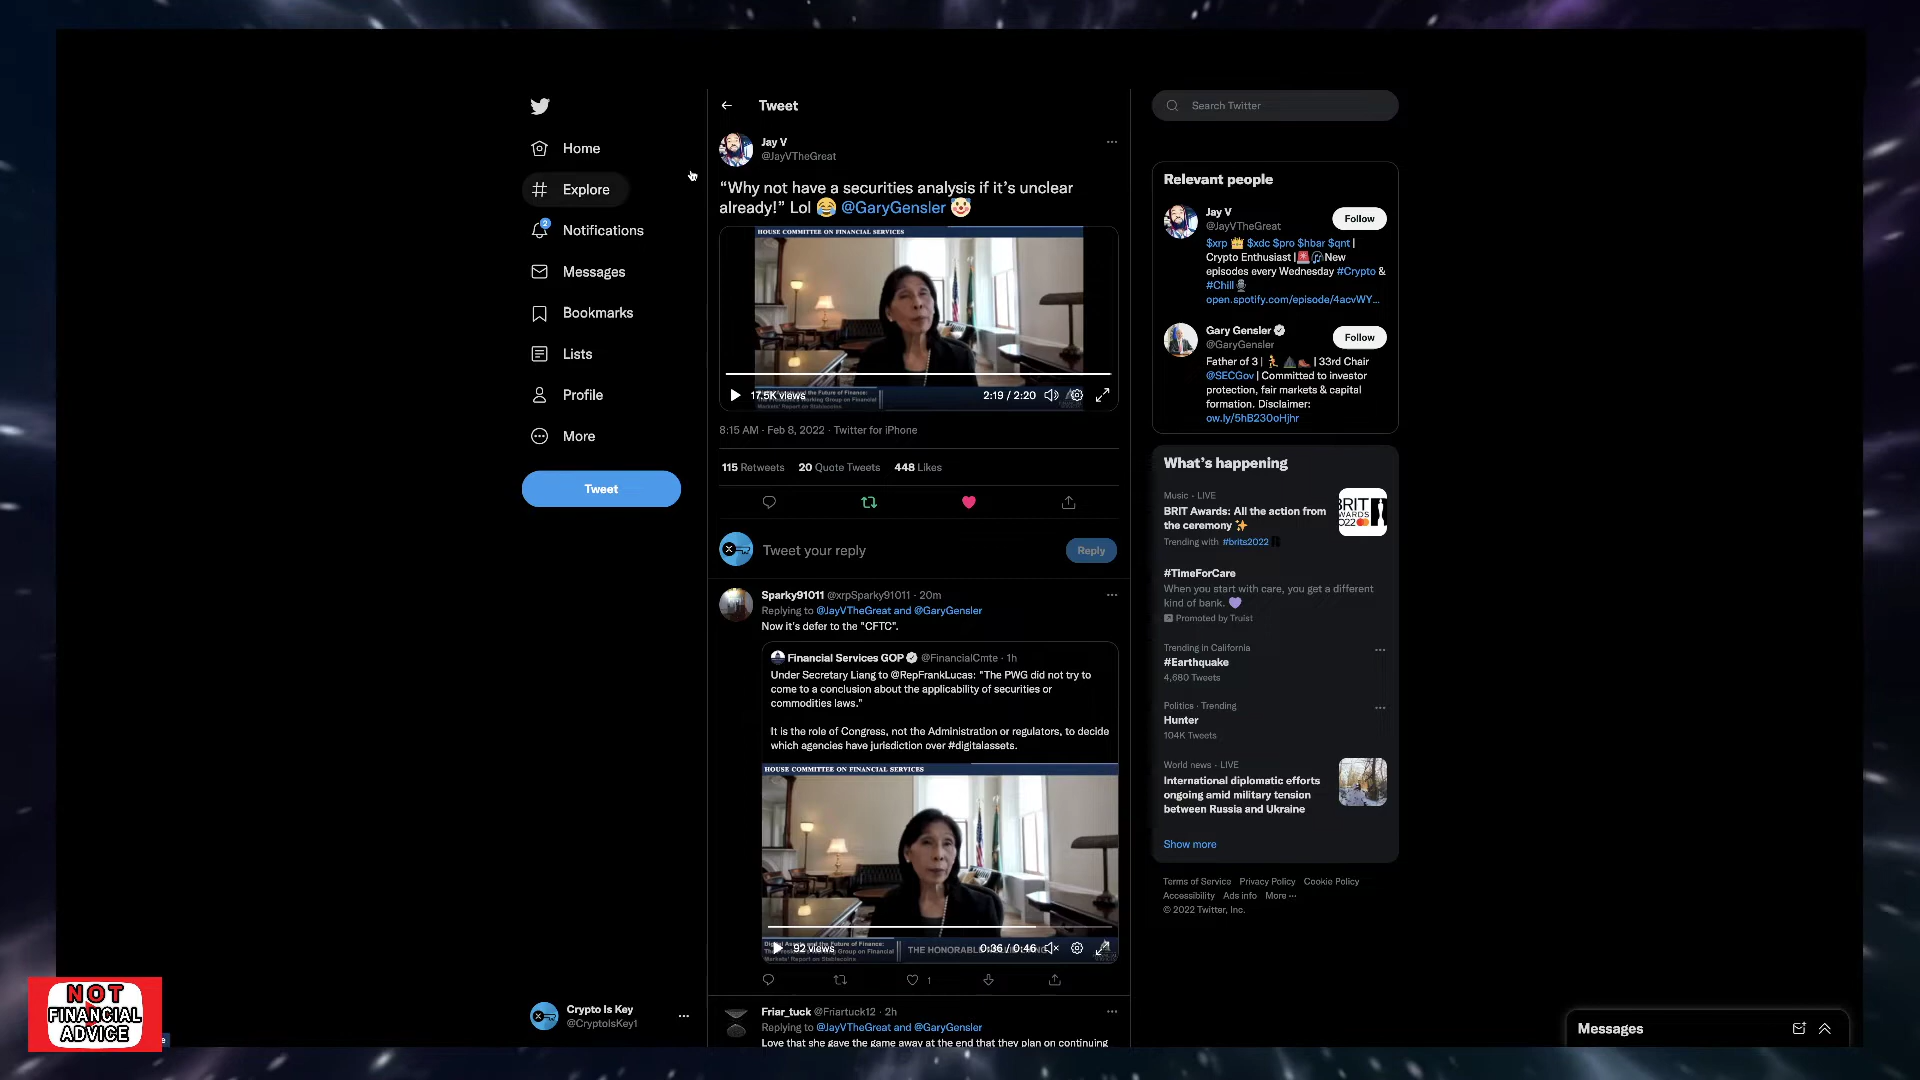 Home
Explore
2
Notifications
Messages
Bookmarks
Lists
Profile
More
Tweet
Crypto Is Key
@CryptoIsKey1
NOT
FINANCIAL
ADVICE
Tweet
Jay V
@JayVTheGreat
“Why not have a securities analysis if it’s unclear
already!” Lol 😂 @GaryGensler 🤡
HOUSE COMMITTEE ON FINANCIAL SERVICES
17.5K views
2:19 / 2:20
8:15 AM · Feb 8, 2022 · Twitter for iPhone
115 Retweets 20 Quote Tweets 448 Likes
Tweet your reply
Reply
Sparky91011 @xrpSparky91011 · 20m
Replying to @JayVTheGreat and @GaryGensler
Now it's defer to the "CFTC".
Financial Services GOP @FinancialCmte · 1h
Under Secretary Liang to @RepFrankLucas: "The PWG did not try to
come to a conclusion about the applicability of securities or
commodities laws."
It is the role of Congress, not the Administration or regulators, to decide
which agencies have jurisdiction over #digitalassets.
HOUSE COMMITTEE ON FINANCIAL SERVICES
92 views
THE HONORABLE
0:36 / 0:46
1
Friar_tuck @Friartuck12 · 2h
Replying to @JayVTheGreat and @GaryGensler
Love that she gave the game away at the end that they plan on continuing
Search Twitter
Relevant people
Jay V
@JayVTheGreat
Follow
$xrp 👑 $xdc $pro $hbar $qnt |
Crypto Enthusiast |🚨🎧New
episodes every Wednesday #Crypto &
#Chill🎙
open.spotify.com/episode/4acvWY...
Gary Gensler
@GaryGensler
Follow
Father of 3 | 🏃 ⛰ 🥾 | 33rd Chair
@SECGov | Committed to investor
protection, fair markets & capital
formation. Disclaimer:
ow.ly/5hB230oHjhr
What’s happening
Music · LIVE
BRIT Awards: All the action from
the ceremony ✨
Trending with #brits2022
#TimeForCare
When you start with care, you get a different
kind of bank. 💜
Promoted by Truist
Trending in California
#Earthquake
4,680 Tweets
Politics · Trending
Hunter
104K Tweets
World news · LIVE
International diplomatic efforts
ongoing amid military tension
between Russia and Ukraine
Show more
Terms of Service Privacy Policy Cookie Policy
Accessibility Ads info More ···
© 2022 Twitter, Inc.
Messages